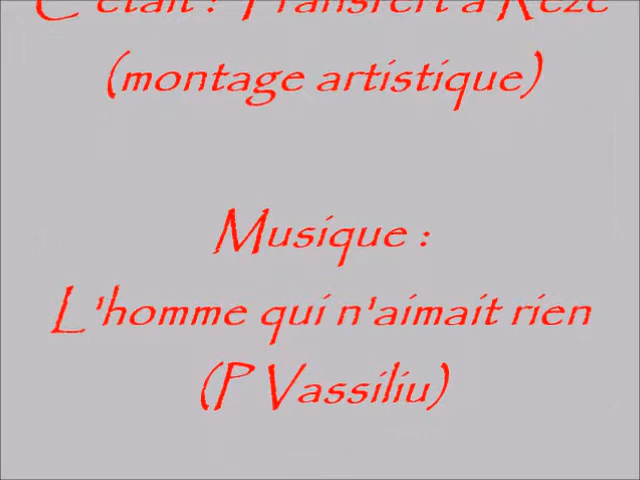 C'était : Transfert à Rezé
(montage artistique)
Musique :
L'homme qui n'aimait rien
(P Vassiliu)